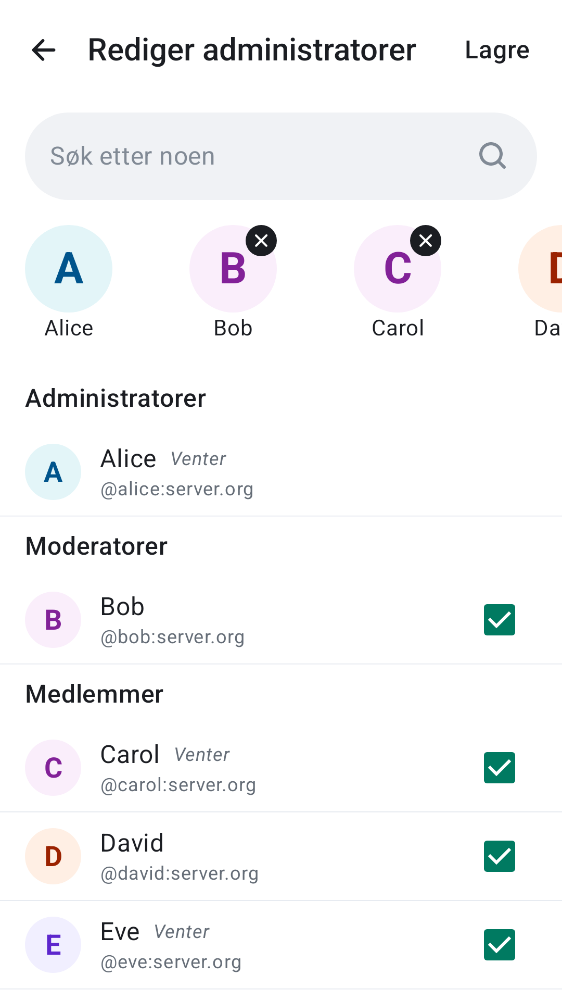 Rediger administratorer Lagre
Søk etter noen
A B C D
Alice Bob Carol Da
Administratorer
A Alice Venter
@alice:server.org
Moderatorer
B Bob
@bob:server.org
Medlemmer
C Carol Venter
@carol:server.org
D David
@david:server.org
E Eve Venter
@eve:server.org